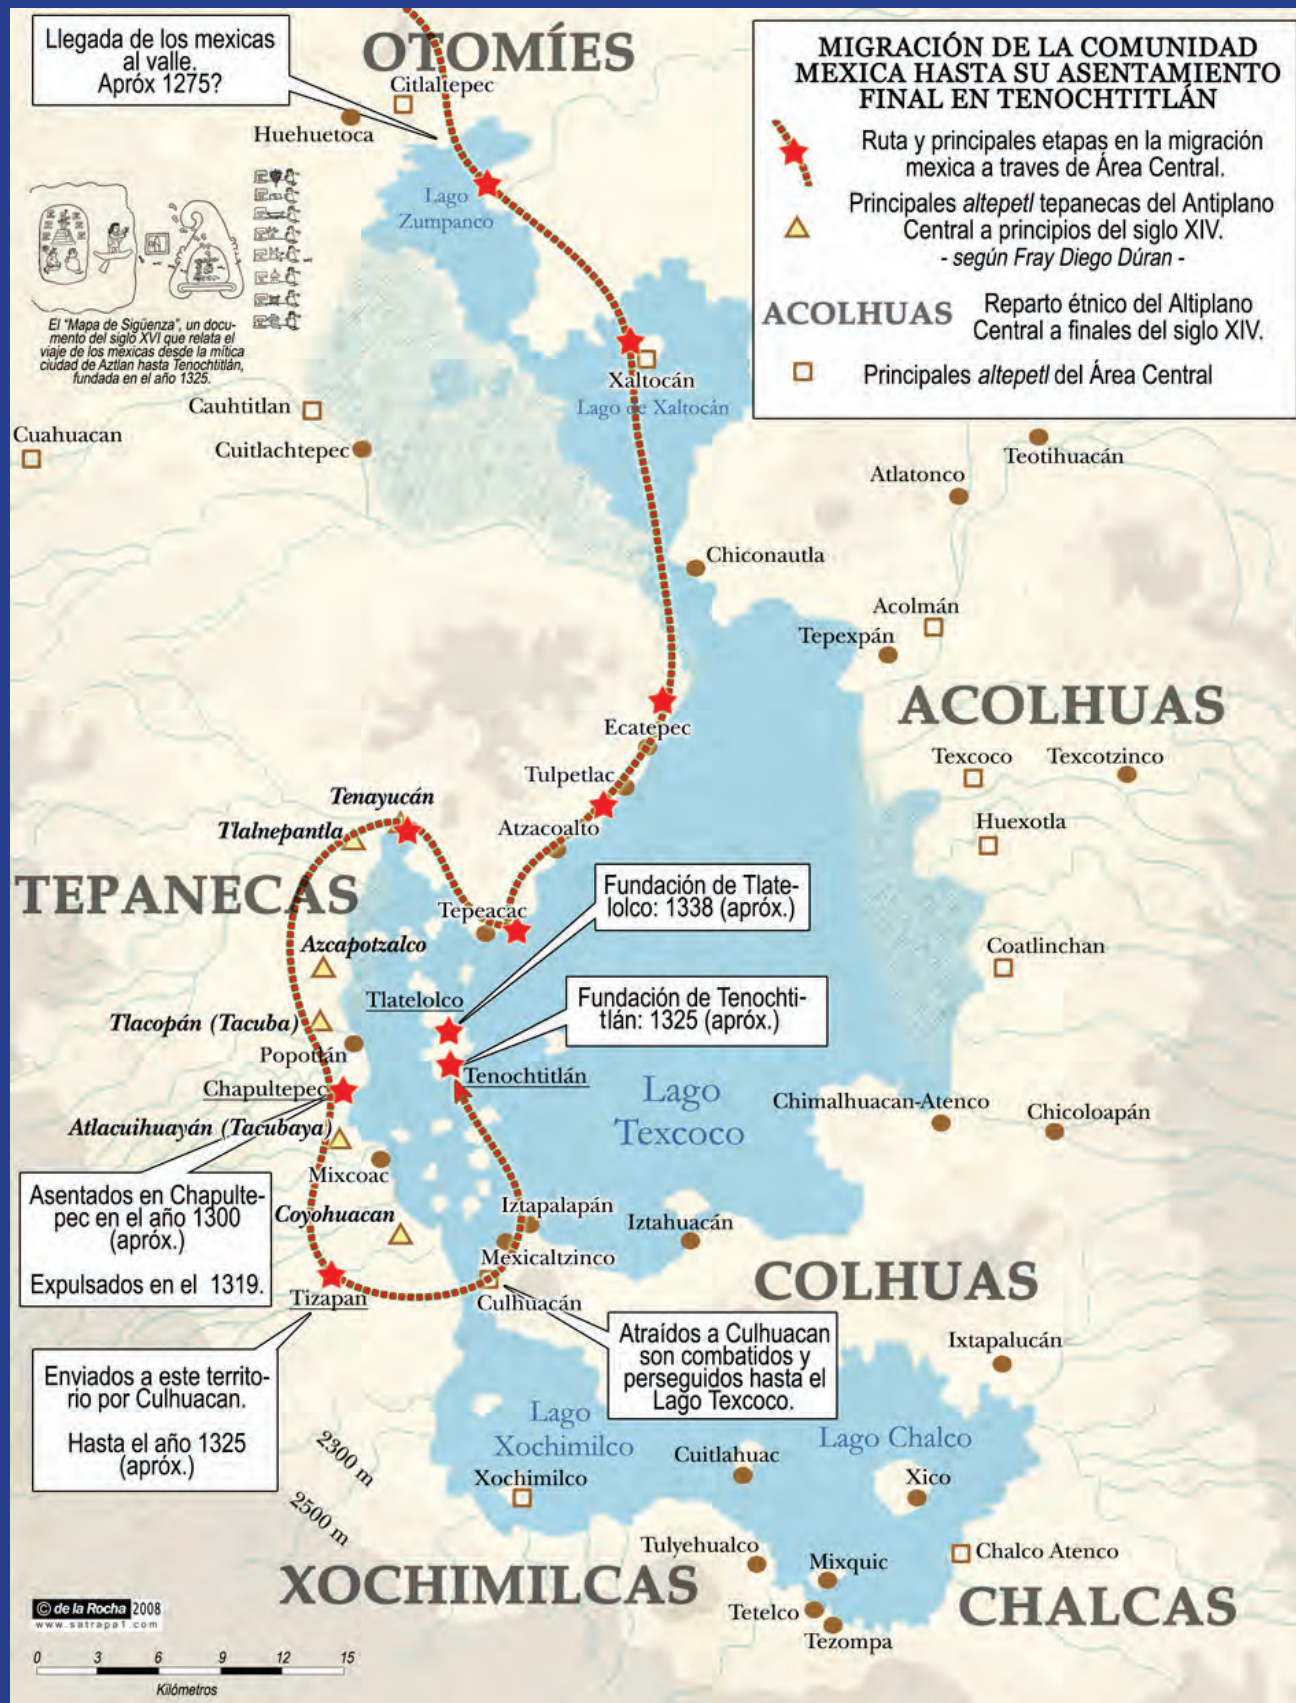 Llegada de los mexicas
al valle.
Apróx 1275?
OTOMÍES
Citlaltepec
Huehuetoca
MIGRACIÓN DE LA COMUNIDAD
MEXICA HASTA SU ASENTAMIENTO
FINAL EN TENOCHTITLÁN
Ruta y principales etapas en la migración
mexica a traves de Área Central.
Principales altepetl tepanecas del Antiplano
Central a principios del siglo XIV.
- según Fray Diego Dúran -
ACOLHUAS
Reparto étnico del Altiplano
Central a finales del siglo XIV.
Principales altepetl del Área Central
Lago
Zumpanco
El "Mapa de Sigüenza", un docu-
mento del siglo XVI que relata el
viaje de los mexicas desde la mítica
ciudad de Aztlan hasta Tenochtitlán,
fundada en el año 1325.
Xaltocán
Lago de Xaltocán
Cauhtitlan
Cuahuacan
Cuitlachtepec
Teotihuacán
Atlatonco
Chiconautla
Acolmán
Tepexpán
ACOLHUAS
Ecatepec
Texcoco
Texcotzinco
Tulpetlac
Tenayucán
Tlalnepantla
Atzacoalto
Huexotla
TEPANECAS
Fundación de Tlate-
lolco: 1338 (apróx.)
Tepeacac
Azcapotzalco
Coatlinchan
Tlatelolco
Fundación de Tenochti-
tlán: 1325 (apróx.)
Tlacopán (Tacuba)
Popotlán
Chapultepec
Tenochtitlán
Lago
Texcoco
Chimalhuacan-Atenco
Chicoloapán
Atlacuihuayán (Tacubaya)
Mixcoac
Asentados en Chapulte-
pec en el año 1300
(apróx.)
Expulsados en el 1319.
Coyohuacan
Iztapalapán
Iztahuacán
Mexicaltzinco
COLHUAS
Tizapan
Culhuacán
Atraídos a Culhuacan
son combatidos y
perseguidos hasta el
Lago Texcoco.
Ixtapalucán
Enviados a este territo-
rio por Culhuacan.
Hasta el año 1325
(apróx.)
2300 m
2500 m
Lago
Xochimilco
Lago Chalco
Cuitlahuac
Xochimilco
Xico
Tulyehualco
Mixquic
Chalco Atenco
XOCHIMILCAS
CHALCAS
Tetelco
Tezompa
© de la Rocha 2008
www.satrapa1.com
0 3 6 9 12 15
Kilómetros